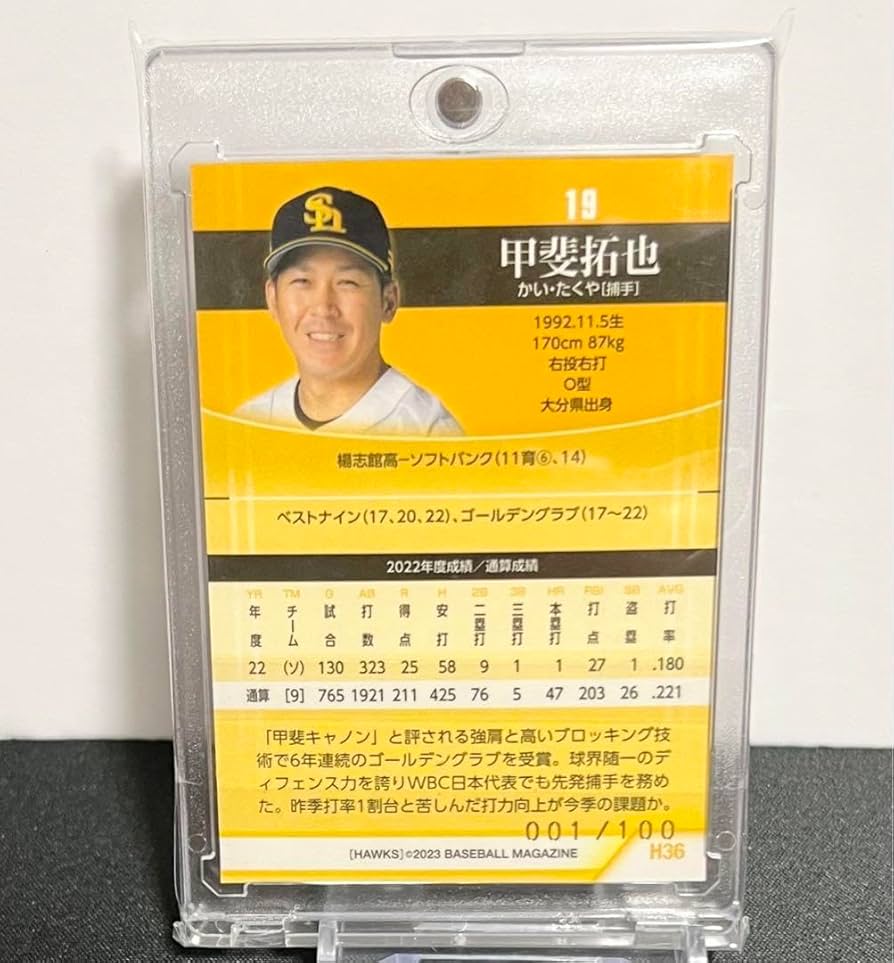 SH
19
甲斐拓也
かい・たくや[捕手]
1992.11.5生
170cm 87kg
右投右打
O型
大分県出身
楊志館高ーソフトバンク(11育⑥、14)
ベストナイン(17、20、22)、ゴールデングラブ(17〜22)
2022年度成績/通算成績
YR TM G AB R H 2B 3B HR RBI SB AVG
年度 チーム 試合 打数 得点 安打 二塁打 三塁打 本塁打 打点 盗塁 打率
22 (ソ) 130 323 25 58 9 1 1 27 1 .180
通算 [9] 765 1921 211 425 76 5 47 203 26 .221
「甲斐キャノン」と評される強肩と高いブロッキング技
術で6年連続のゴールデングラブを受賞。球界随一のデ
ィフェンス力を誇りWBC日本代表でも先発捕手を務め
た。昨季打率1割台と苦しんだ打力向上が今季の課題か。
001/100
[HAWKS]©2023 BASEBALL MAGAZINE
H36